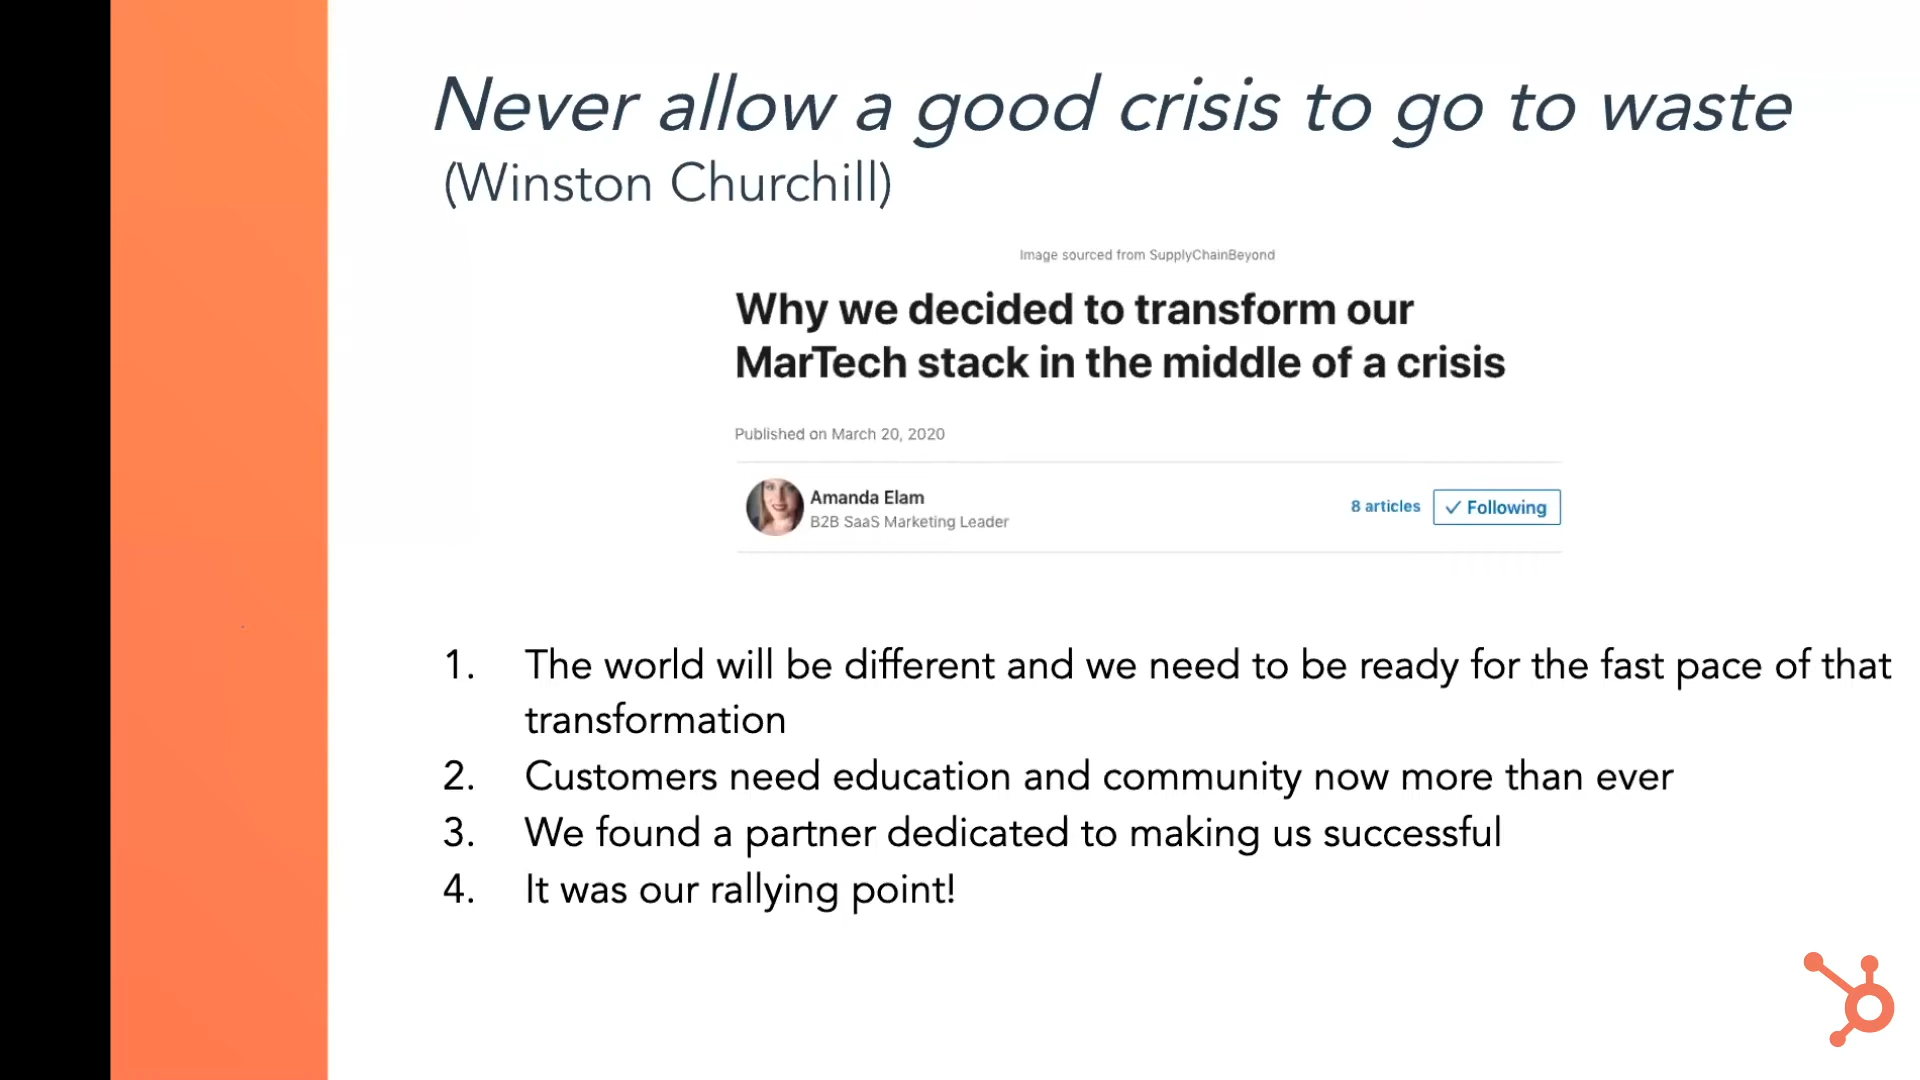 Never allow a good crisis to go to waste
(Winston Churchill)
Image sourced from SupplyChainBeyond
Why we decided to transform our
MarTech stack in the middle of a crisis
Published on March 20, 2020
Amanda Elam
B2B SaaS Marketing Leader
8 articles
✓ Following
1. The world will be different and we need to be ready for the fast pace of that
transformation
2. Customers need education and community now more than ever
3. We found a partner dedicated to making us successful
4. It was our rallying point!